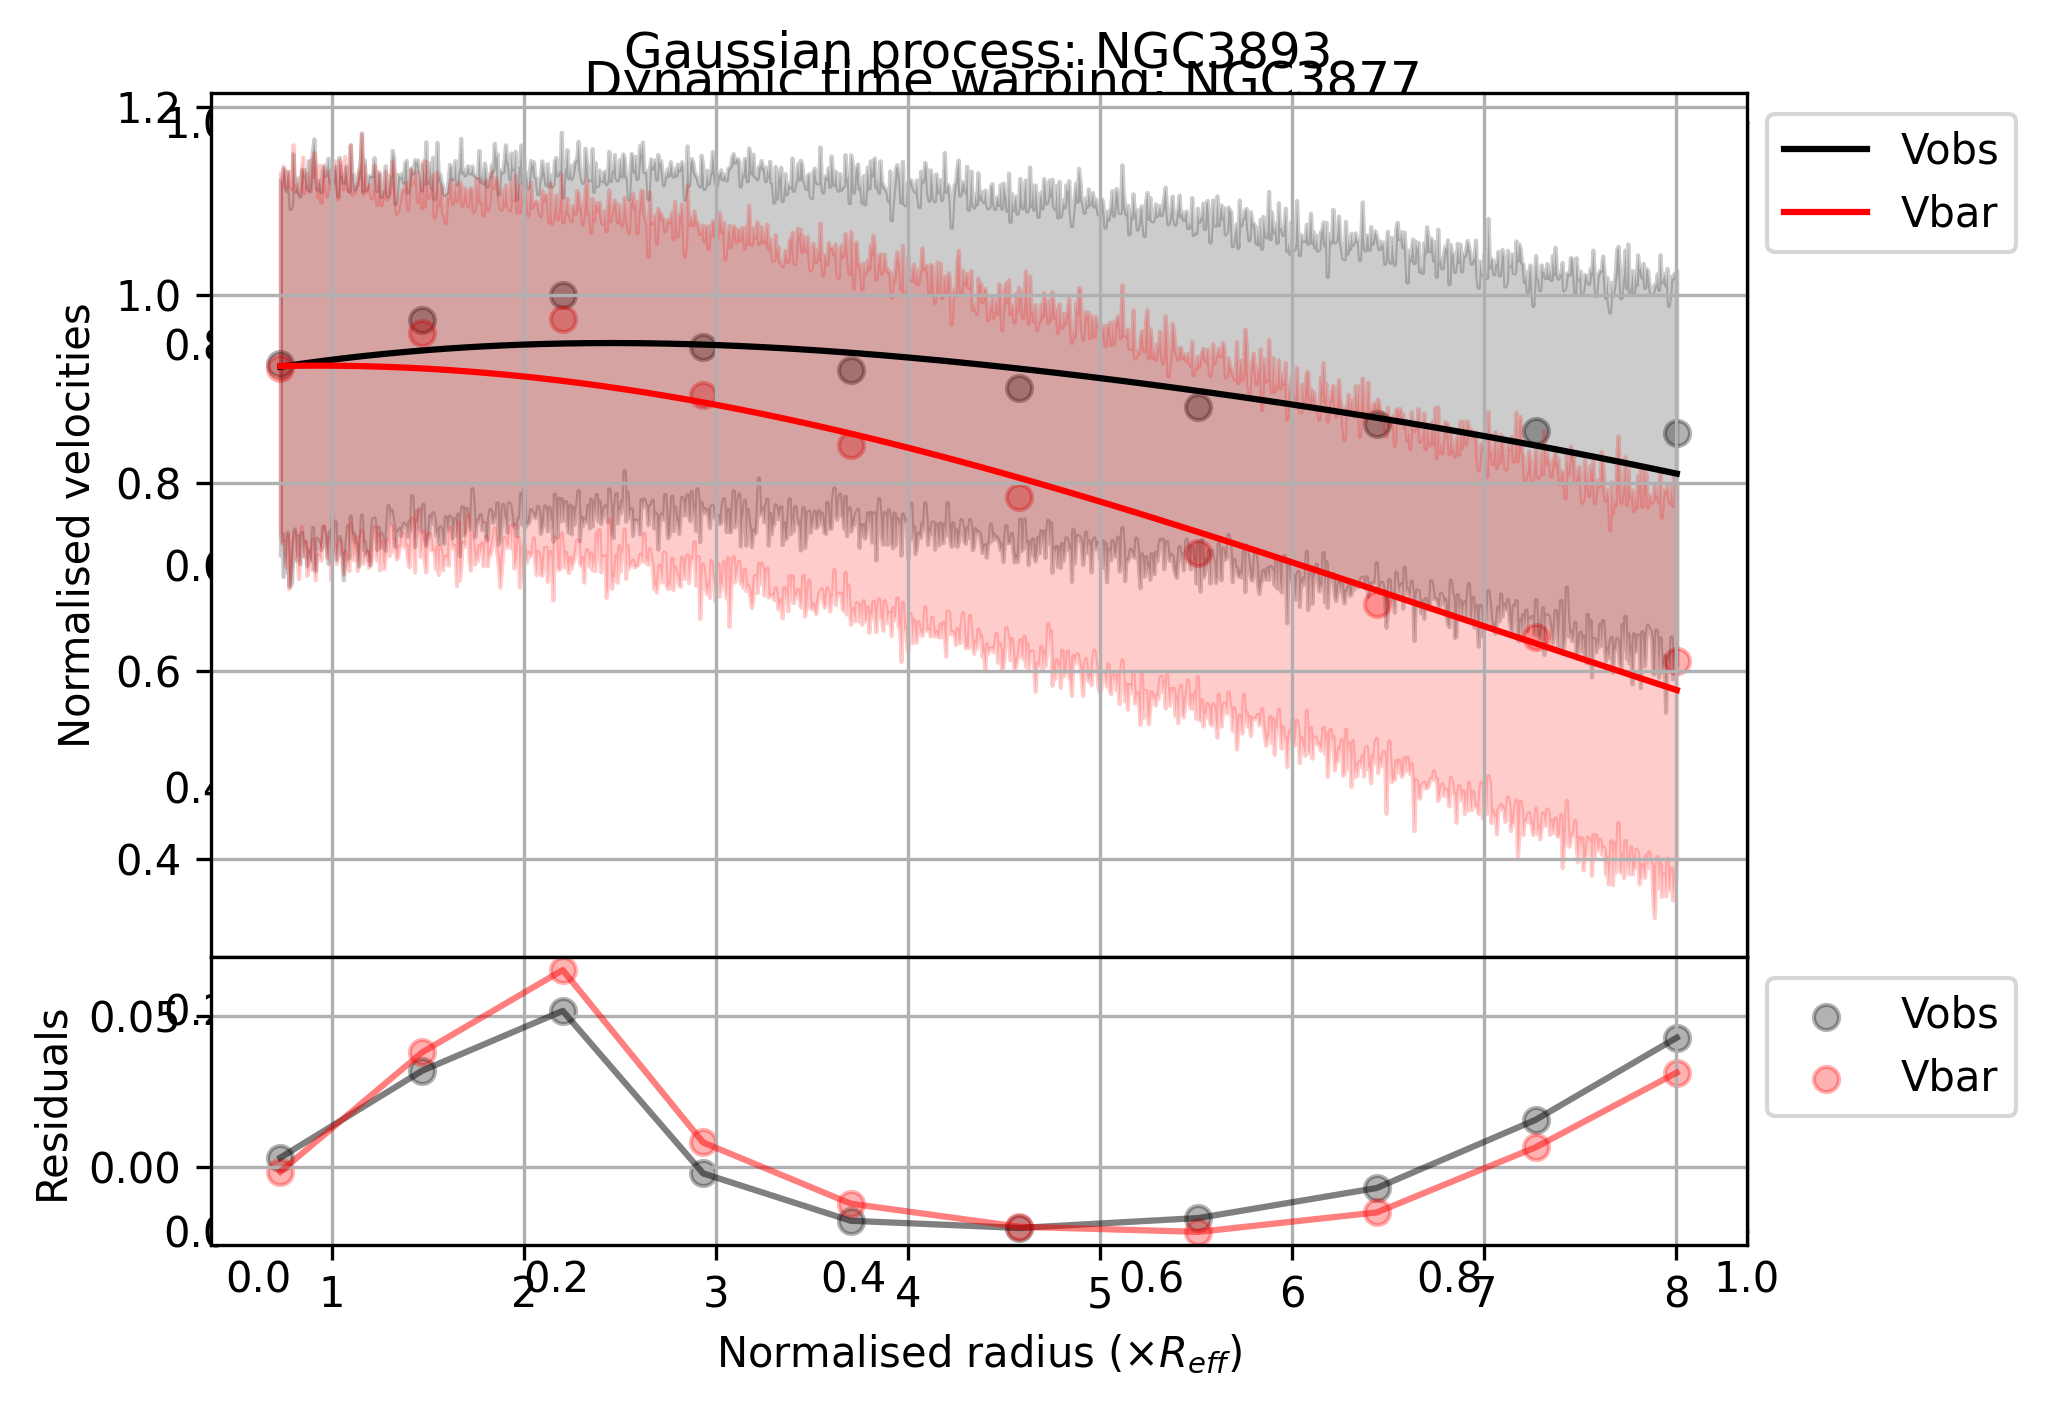 Gaussian process: NGC3893
Dynamic time warping: NGC3877
1.2
1.0
0.8
0.6
0.4
Normalised velocities
Vobs
Vbar
0.05
0.00
Residuals
Vobs
Vbar
0.0 0.2 0.4 0.6 0.8 1.0
1 2 3 4 5 6 7 8
Normalised radius (×R_eff)